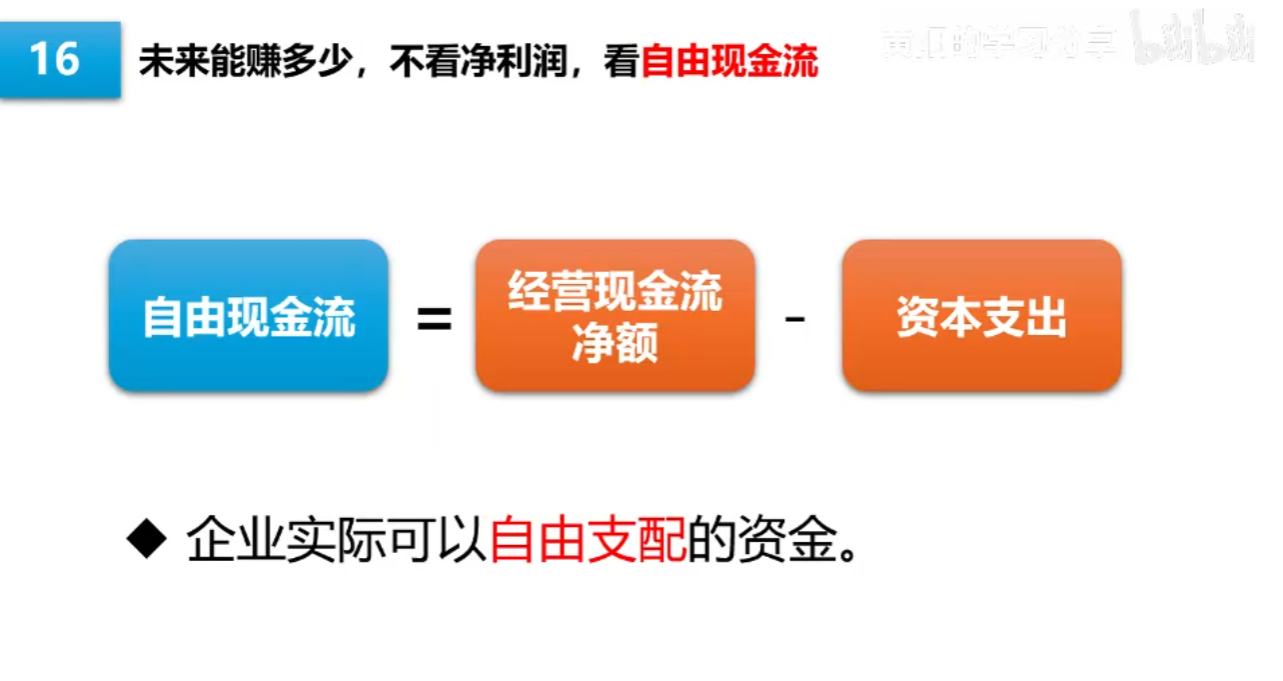 16
未来能赚多少，不看净利润，看自由现金流
bilibili
自由现金流
=
经营现金流
净额
-
资本支出
◆ 企业实际可以自由支配的资金。